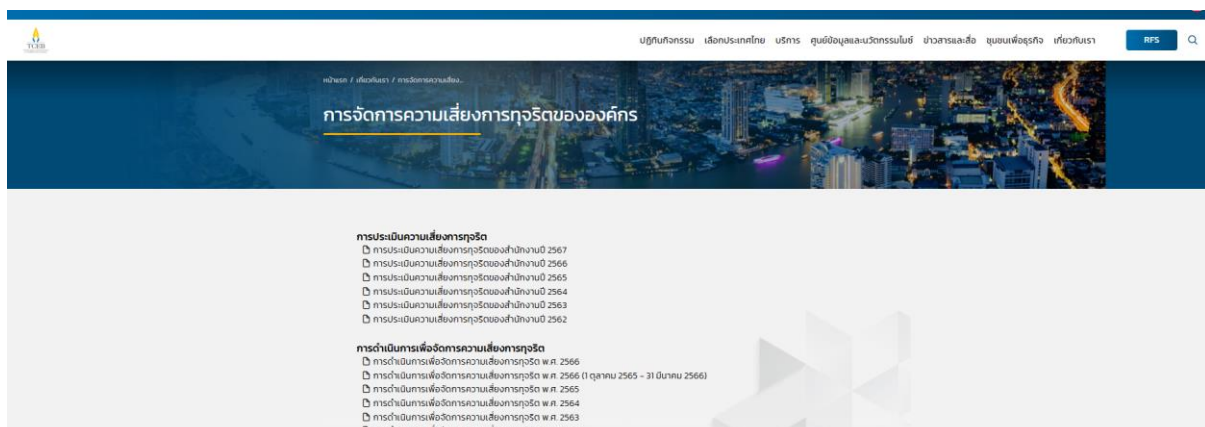 TCEB
ปฏิทินกิจกรรม เลือกประเทศไทย บริการ ศูนย์ข้อมูลและนวัตกรรมไมซ์ ข่าวสารและสื่อ ชุมชนเพื่อธุรกิจ เกี่ยวกับเรา RFS
หน้าแรก / เกี่ยวกับเรา / การจัดการความเสี่ยง...
การจัดการความเสี่ยงการทุจริตขององค์กร
การประเมินความเสี่ยงการทุจริต
การประเมินความเสี่ยงการทุจริตของสำนักงานปี 2567
การประเมินความเสี่ยงการทุจริตของสำนักงานปี 2566
การประเมินความเสี่ยงการทุจริตของสำนักงานปี 2565
การประเมินความเสี่ยงการทุจริตของสำนักงานปี 2564
การประเมินความเสี่ยงการทุจริตของสำนักงานปี 2563
การประเมินความเสี่ยงการทุจริตของสำนักงานปี 2562
การดำเนินการเพื่อจัดการความเสี่ยงการทุจริต
การดำเนินการเพื่อจัดการความเสี่ยงการทุจริต พ.ศ. 2566
การดำเนินการเพื่อจัดการความเสี่ยงการทุจริต พ.ศ. 2566 (1 ตุลาคม 2565 - 31 มีนาคม 2566)
การดำเนินการเพื่อจัดการความเสี่ยงการทุจริต พ.ศ. 2565
การดำเนินการเพื่อจัดการความเสี่ยงการทุจริต พ.ศ. 2564
การดำเนินการเพื่อจัดการความเสี่ยงการทุจริต พ.ศ. 2563